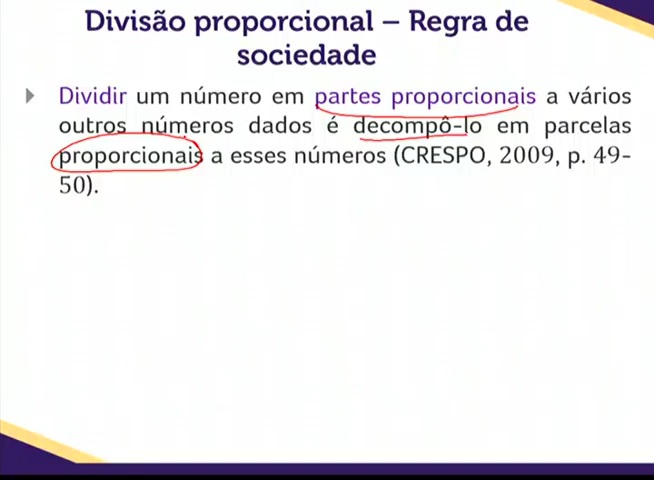 Divisão proporcional – Regra de
sociedade
Dividir um número em partes proporcionais a vários
outros números dados é decompô-lo em parcelas
proporcionais a esses números (CRESPO, 2009, p. 49-
50).